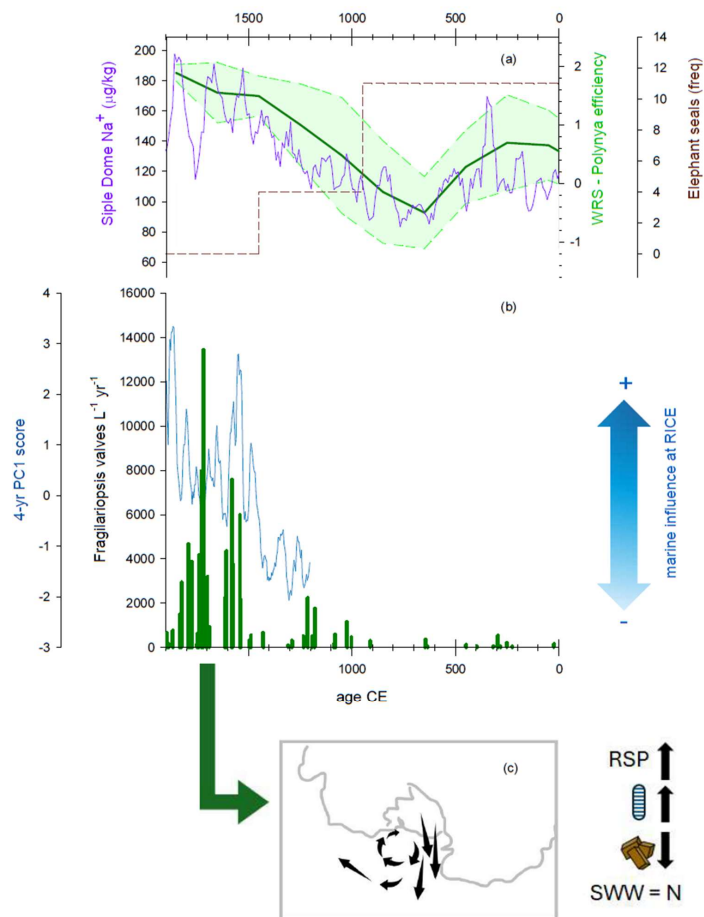 1500 1000 500 0
(a)
Siple Dome Na+ (µg/kg)
200
180
160
140
120
100
80
60
2
1
0
-1
WRS - Polynya efficiency
14
12
10
8
6
4
2
0
Elephant seals (freq)
(b)
4-yr PC1 score
4
3
2
1
0
-1
-2
-3
Fragilariopsis valves L-1 yr-1
16000
14000
12000
10000
8000
6000
4000
2000
0
1000 500 0
age CE
+
marine influence at RICE
-
(c)
RSP
SWW = N